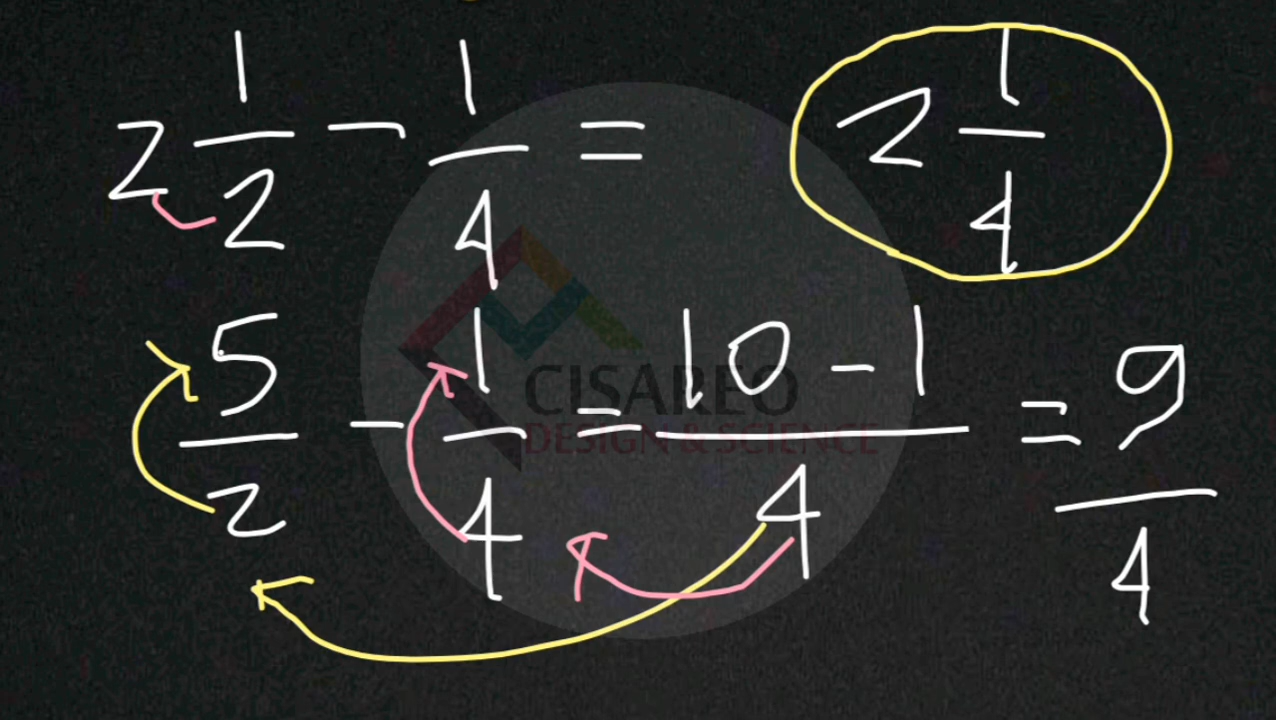 2 1/2 - 1/4 = 2 1/4
5/2 - 1/4 = (10 - 1)/4 = 9/4
CISAREO
DESIGN & SCIENCE